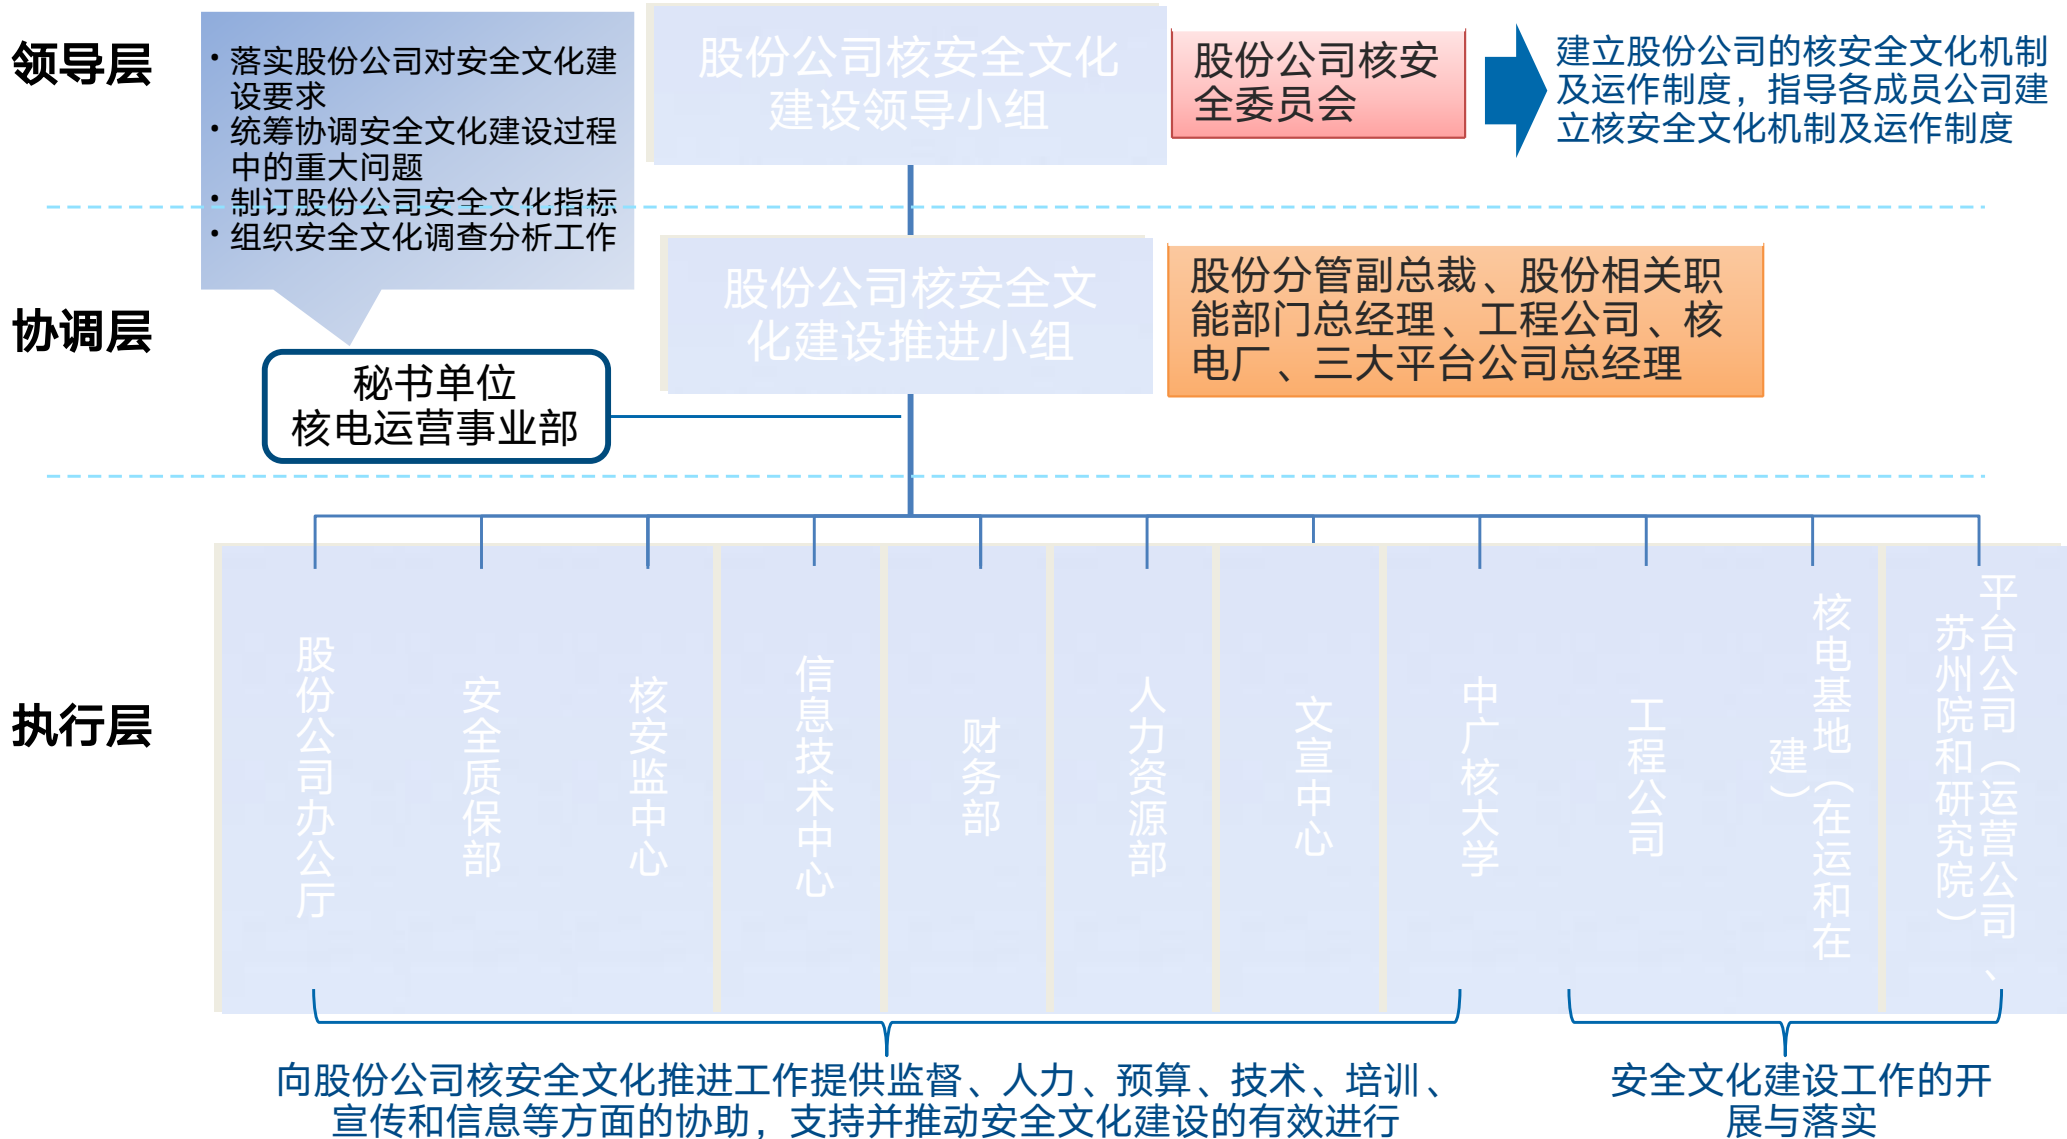 领导层
• 落实股份公司对安全文化建
设要求
• 统筹协调安全文化建设过程
中的重大问题
• 制订股份公司安全文化指标
• 组织安全文化调查分析工作
股份公司核安全文化
建设领导小组
股份公司核安
全委员会
建立股份公司的核安全文化机制
及运作制度，指导各成员公司建
立核安全文化机制及运作制度
协调层
股份公司核安全文
化建设推进小组
股份分管副总裁、股份相关职
能部门总经理、工程公司、核
电厂、三大平台公司总经理
秘书单位
核电运营事业部
执行层
股份公司办公厅
安全质保部
核安监中心
信息技术中心
财务部
人力资源部
文宣中心
中广核大学
工程公司
核电基地（在运和在
建）
平台公司（运营公司、
苏州院和研究院）
向股份公司核安全文化推进工作提供监督、人力、预算、技术、培训、
宣传和信息等方面的协助，支持并推动安全文化建设的有效进行
安全文化建设工作的开
展与落实